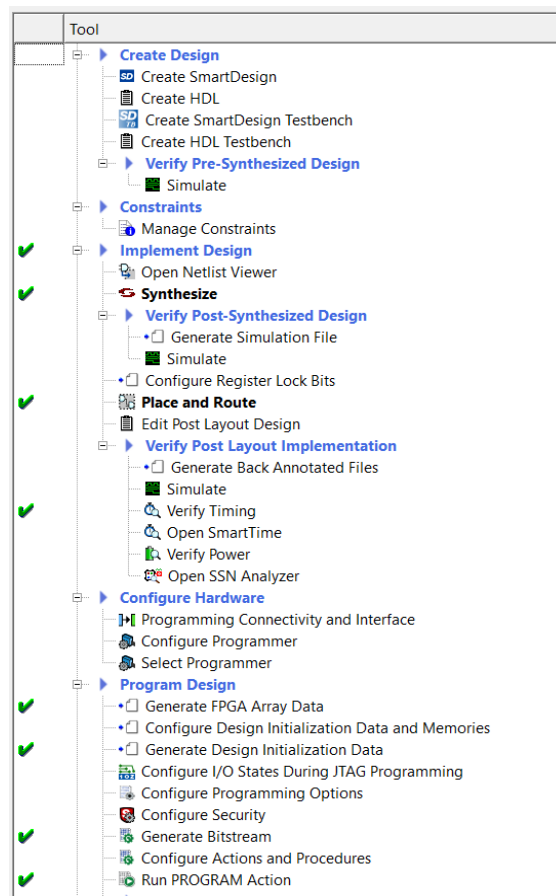 Tool
Create Design
SD Create SmartDesign
Create HDL
SD TB Create SmartDesign Testbench
Create HDL Testbench
Verify Pre-Synthesized Design
Simulate
Constraints
Manage Constraints
Implement Design
Open Netlist Viewer
Synthesize
Verify Post-Synthesized Design
Generate Simulation File
Simulate
Configure Register Lock Bits
Place and Route
Edit Post Layout Design
Verify Post Layout Implementation
Generate Back Annotated Files
Simulate
Verify Timing
Open SmartTime
Verify Power
Open SSN Analyzer
Configure Hardware
Programming Connectivity and Interface
Configure Programmer
Select Programmer
Program Design
Generate FPGA Array Data
Configure Design Initialization Data and Memories
Generate Design Initialization Data
Configure I/O States During JTAG Programming
Configure Programming Options
Configure Security
Generate Bitstream
Configure Actions and Procedures
Run PROGRAM Action